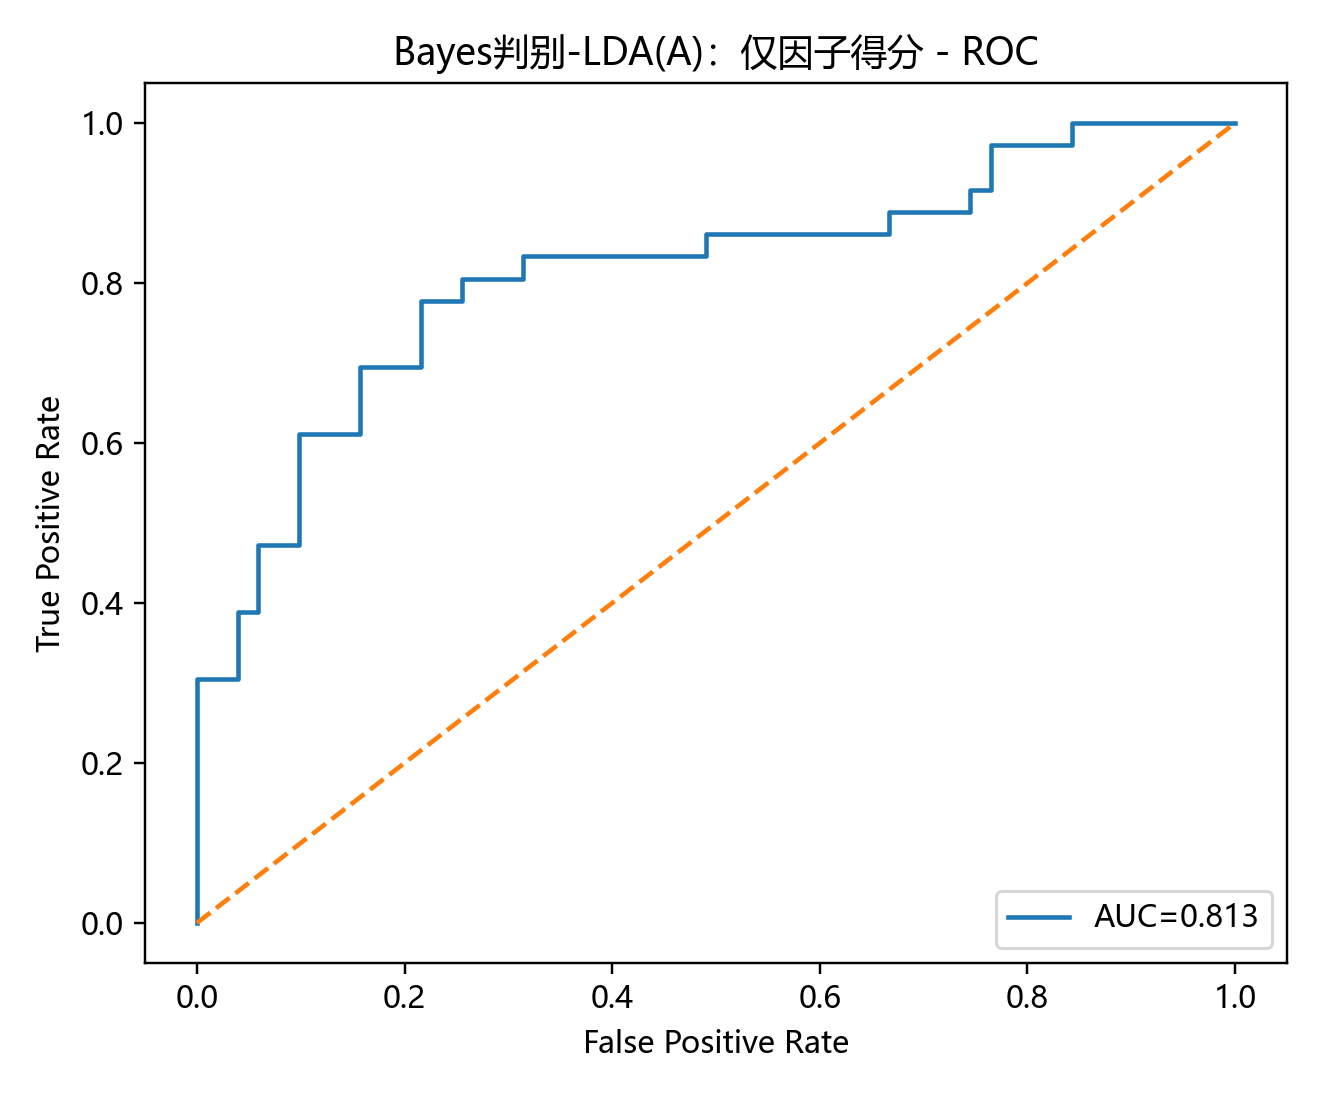 Bayes判别-LDA(A)：仅因子得分 - ROC
True Positive Rate
1.0
0.8
0.6
0.4
0.2
0.0
AUC=0.813
0.0 0.2 0.4 0.6 0.8 1.0
False Positive Rate